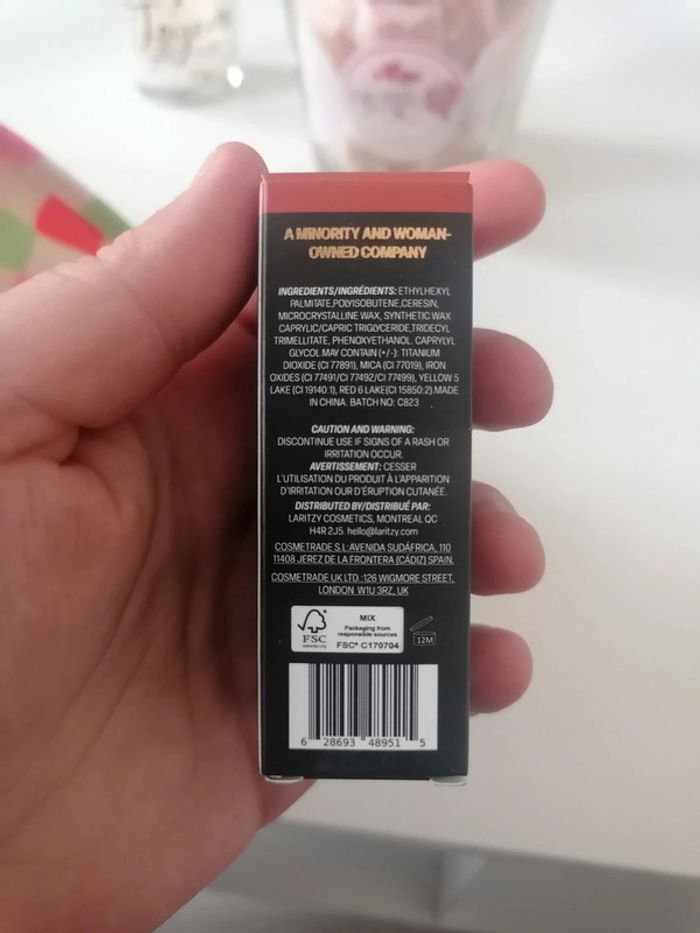 A MINORITY AND WOMAN-
OWNED COMPANY
INGREDIENTS/INGRÉDIENTS: ETHYLHEXYL
PALMITATE,POLYISOBUTENE,CERESIN,
MICROCRYSTALLINE WAX, SYNTHETIC WAX
CAPRYLIC/CAPRIC TRIGLYCERIDE,TRIDECYL
TRIMELLITATE, PHENOXYETHANOL. CAPRYLYL
GLYCOL.MAY CONTAIN (+/-): TITANIUM
DIOXIDE (CI 77891), MICA (CI 77019), IRON
OXIDES (CI 77491/CI 77492/CI 77499), YELLOW 5
LAKE (CI 19140:1), RED 6 LAKE(CI 15850:2).MADE
IN CHINA. BATCH NO: C823
CAUTION AND WARNING:
DISCONTINUE USE IF SIGNS OF A RASH OR
IRRITATION OCCUR.
AVERTISSEMENT: CESSER
L'UTILISATION DU PRODUIT À L'APPARITION
D'IRRITATION OUR D'ÉRUPTION CUTANÉE.
DISTRIBUTED BY/DISTRIBUÉ PAR:
LARITZY COSMETICS, MONTREAL QC
H4R 2J5. hello@laritzy.com
COSMETRADE S.L:AVENIDA SUDÁFRICA, 110
11408 JEREZ DE LA FRONTERA (CÁDIZ) SPAIN.
COSMETRADE UK LTD :126 WIGMORE STREET,
LONDON W1U 3RZ, UK
FSC
www.fsc.org
MIX
Packaging from
responsible sources
FSC® C170704
12M
6 28693 48951 5